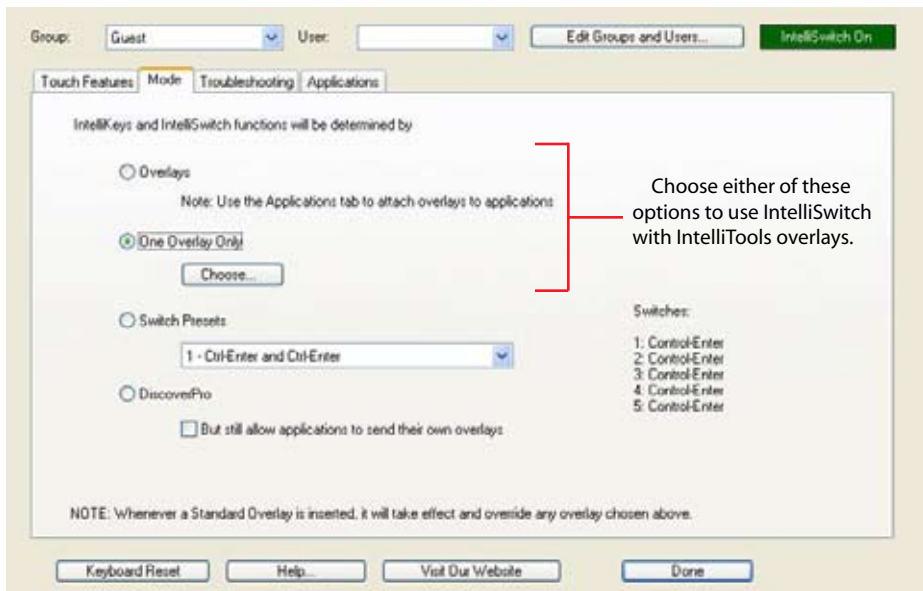 Group: Guest User: Edit Groups and Users... IntelliSwitch On
Touch Features Mode Troubleshooting Applications
IntelliKeys and IntelliSwitch functions will be determined by
Overlays
Note: Use the Applications tab to attach overlays to applications
One Overlay Only
Choose...
Choose either of these
options to use IntelliSwitch
with IntelliTools overlays.
Switch Presets
1 - Ctrl-Enter and Ctrl-Enter
DiscoverPro
But still allow applications to send their own overlays
Switches:
1: Control-Enter
2: Control-Enter
3: Control-Enter
4: Control-Enter
5: Control-Enter
NOTE: Whenever a Standard Overlay is inserted, it will take effect and override any overlay chosen above.
Keyboard Reset Help... Visit Our Website Done